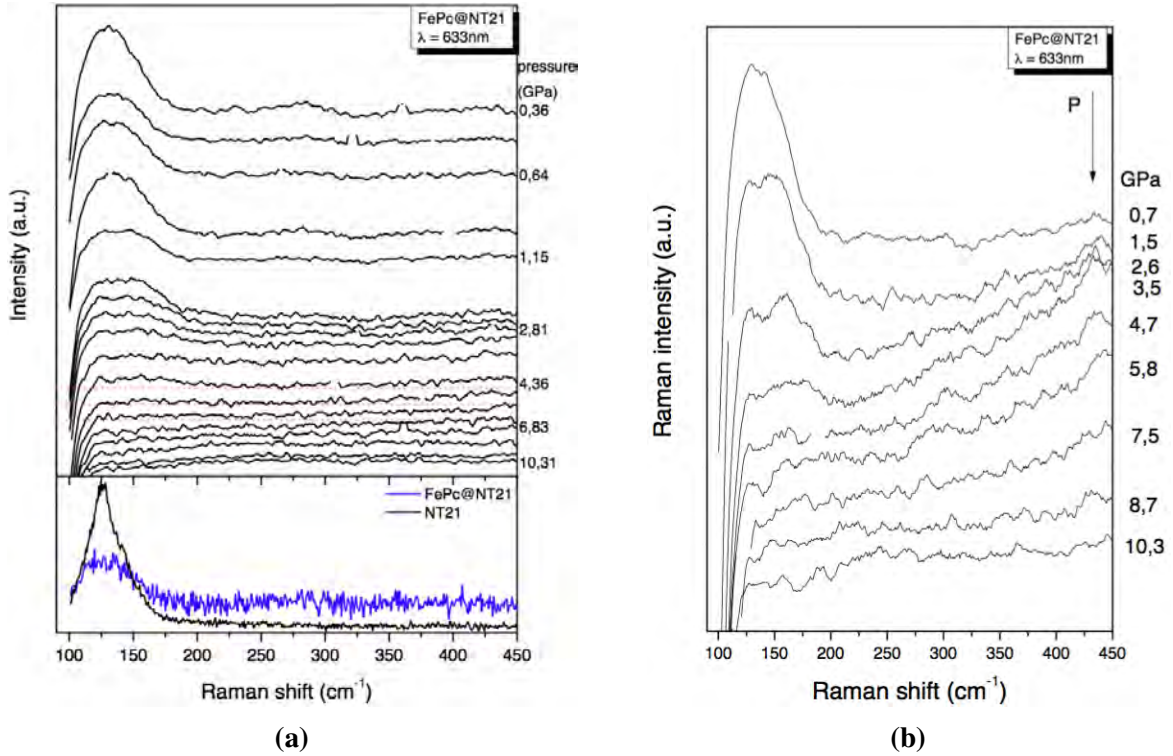 FePc@NT21
λ = 633nm
pressure
(GPa)
0,36
0,64
1,15
2,81
4,36
6,83
10,31
Intensity (a.u.)
FePc@NT21
NT21
100 150 200 250 300 350 400 450
Raman shift (cm-1)
(a)
FePc@NT21
λ = 633nm
P
GPa
0,7
1,5
2,6
3,5
4,7
5,8
7,5
8,7
10,3
Raman intensity (a.u.)
100 150 200 250 300 350 400 450
Raman shift (cm-1)
(b)